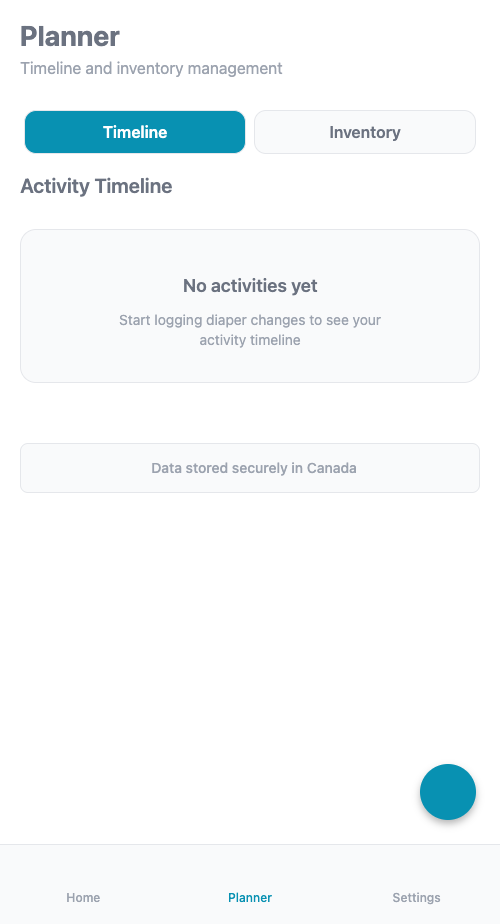 Planner
Timeline and inventory management
Timeline
Inventory
Activity Timeline
No activities yet
Start logging diaper changes to see your
activity timeline
Data stored securely in Canada
Home
Planner
Settings